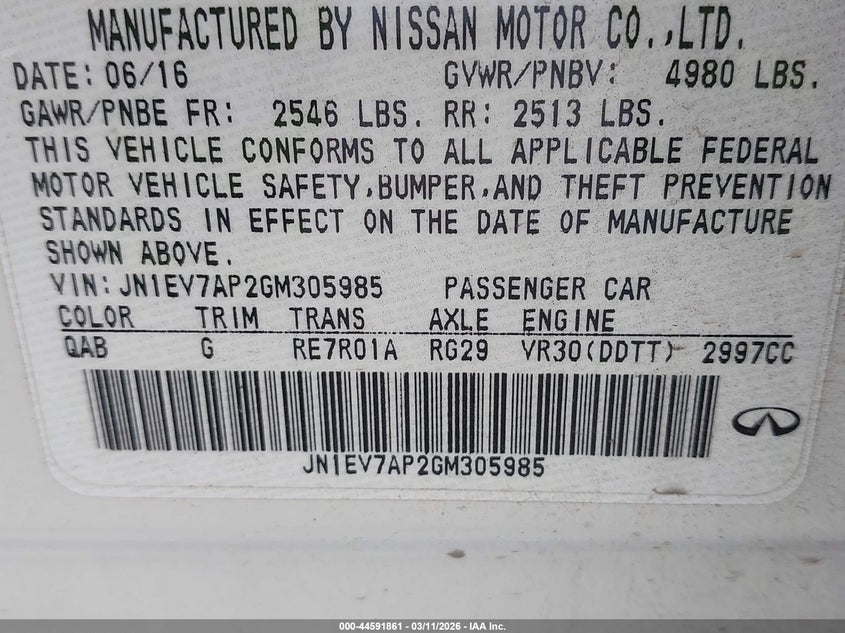 MANUFACTURED BY NISSAN MOTOR CO.,LTD.
DATE: 06/16 GVWR/PNBV: 4980 LBS.
GAWR/PNBE FR: 2546 LBS. RR: 2513 LBS.
THIS VEHICLE CONFORMS TO ALL APPLICABLE FEDERAL
MOTOR VEHICLE SAFETY,BUMPER,AND THEFT PREVENTION
STANDARDS IN EFFECT ON THE DATE OF MANUFACTURE
SHOWN ABOVE.
VIN: JN1EV7AP2GM305985 PASSENGER CAR
COLOR TRIM TRANS AXLE ENGINE
QAB G RE7R01A RG29 VR30(DDTT) 2997CC
JN1EV7AP2GM305985
000-44591861 - 03/11/2026 - IAA Inc.